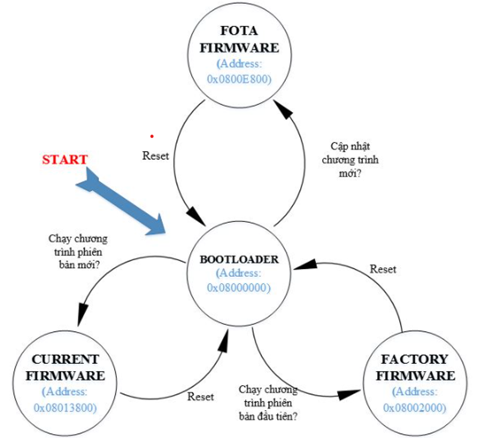 FOTA
FIRMWARE
(Address:
0x0800E800)
START
Reset
Cập nhật
chương trình
mới?
Chạy chương
trình phiên
bản mới?
BOOTLOADER
(Address:
0x08000000)
Reset
CURRENT
FIRMWARE
(Address:
0x08013800)
Reset
Chạy chương
trình phiên
bản đầu tiên?
FACTORY
FIRMWARE
(Address:
0x08002000)